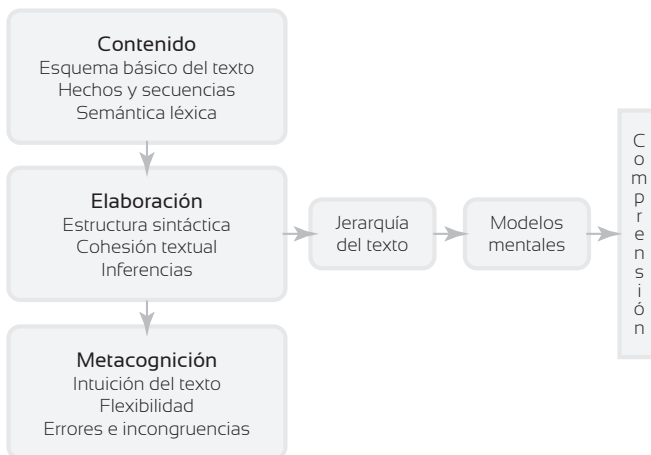 Contenido
Esquema básico del texto
Hechos y secuencias
Semántica léxica
Elaboración
Estructura sintáctica
Cohesión textual
Inferencias
Jerarquía
del texto
Modelos
mentales
Comprensión
Metacognición
Intuición del texto
Flexibilidad
Errores e incongruencias